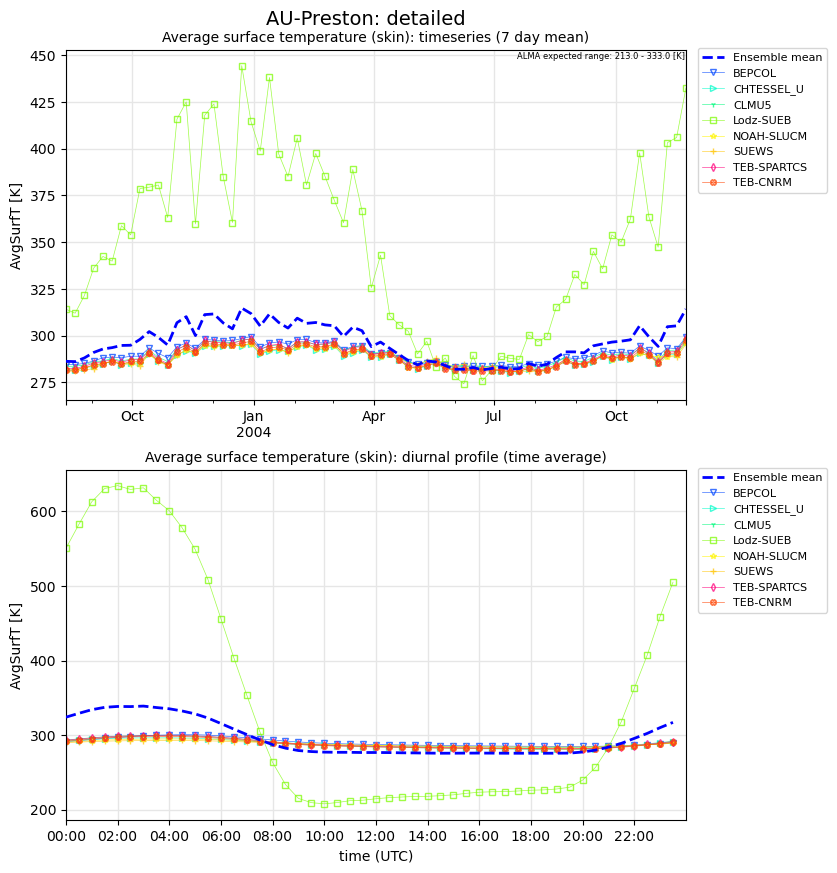 AU-Preston: detailed
Average surface temperature (skin): timeseries (7 day mean)
ALMA expected range: 213.0 - 333.0 [K]
450
425
400
375
350
325
300
275
AvgSurfT [K]
Oct
Jan
2004
Apr
Jul
Oct
Ensemble mean
BEPCOL
CHTESSEL_U
CLMU5
Lodz-SUEB
NOAH-SLUCM
SUEWS
TEB-SPARTCS
TEB-CNRM
Average surface temperature (skin): diurnal profile (time average)
600
500
400
300
200
AvgSurfT [K]
00:00
02:00
04:00
06:00
08:00
10:00
12:00
14:00
16:00
18:00
20:00
22:00
time (UTC)
Ensemble mean
BEPCOL
CHTESSEL_U
CLMU5
Lodz-SUEB
NOAH-SLUCM
SUEWS
TEB-SPARTCS
TEB-CNRM